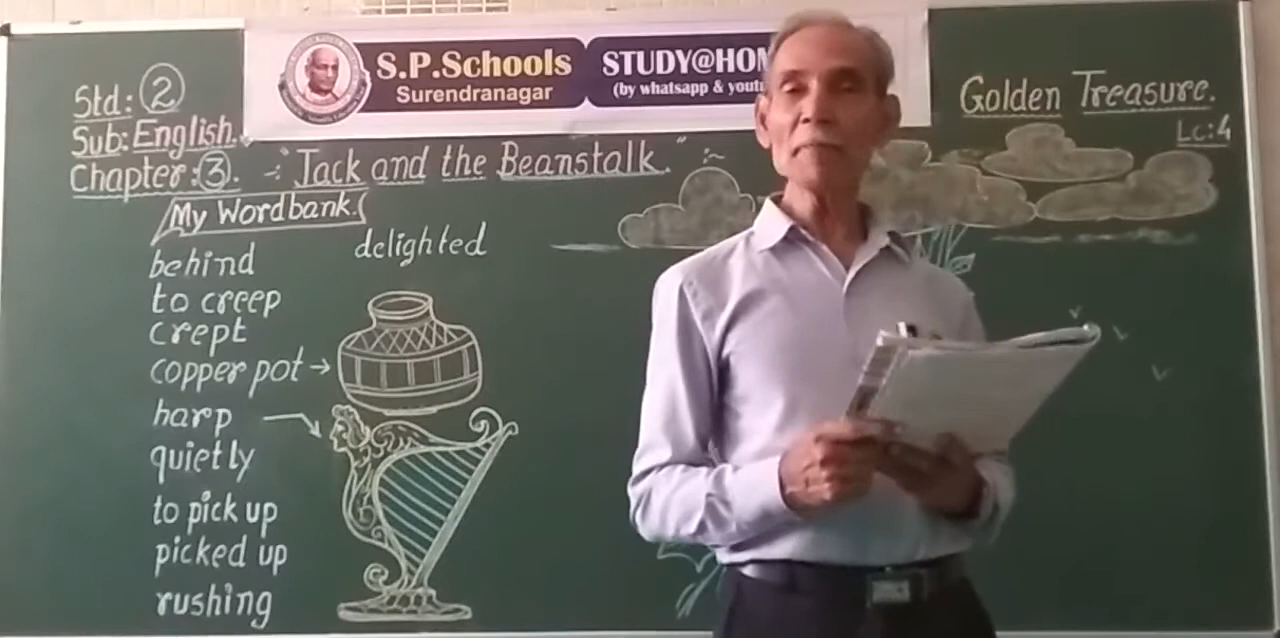 S.P.Schools
Surendranagar
STUDY@HOM
(by whatsapp & yout
Std: 2
Sub: English.
Chapter: 3. -: "Jack and the Beanstalk." :-
Golden Treasure.
Lc:4
My Wordbank.
behind
to creep
crept
copper pot →
harp
quietly
to pick up
picked up
rushing
delighted